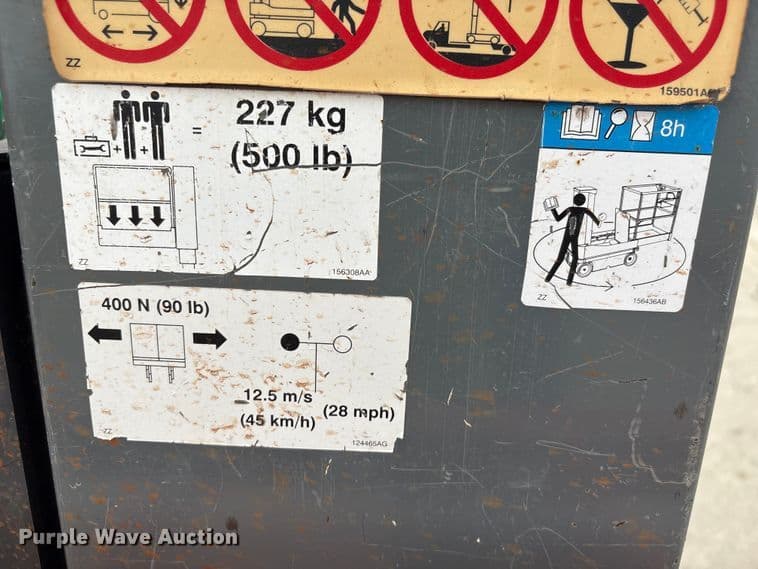 ZZ
159501A
227 kg
(500 lb)
+ + =
ZZ
156308AA
8h
ZZ
156436AB
400 N (90 lb)
12.5 m/s
(45 km/h)
(28 mph)
ZZ
124465AG
Purple Wave Auction